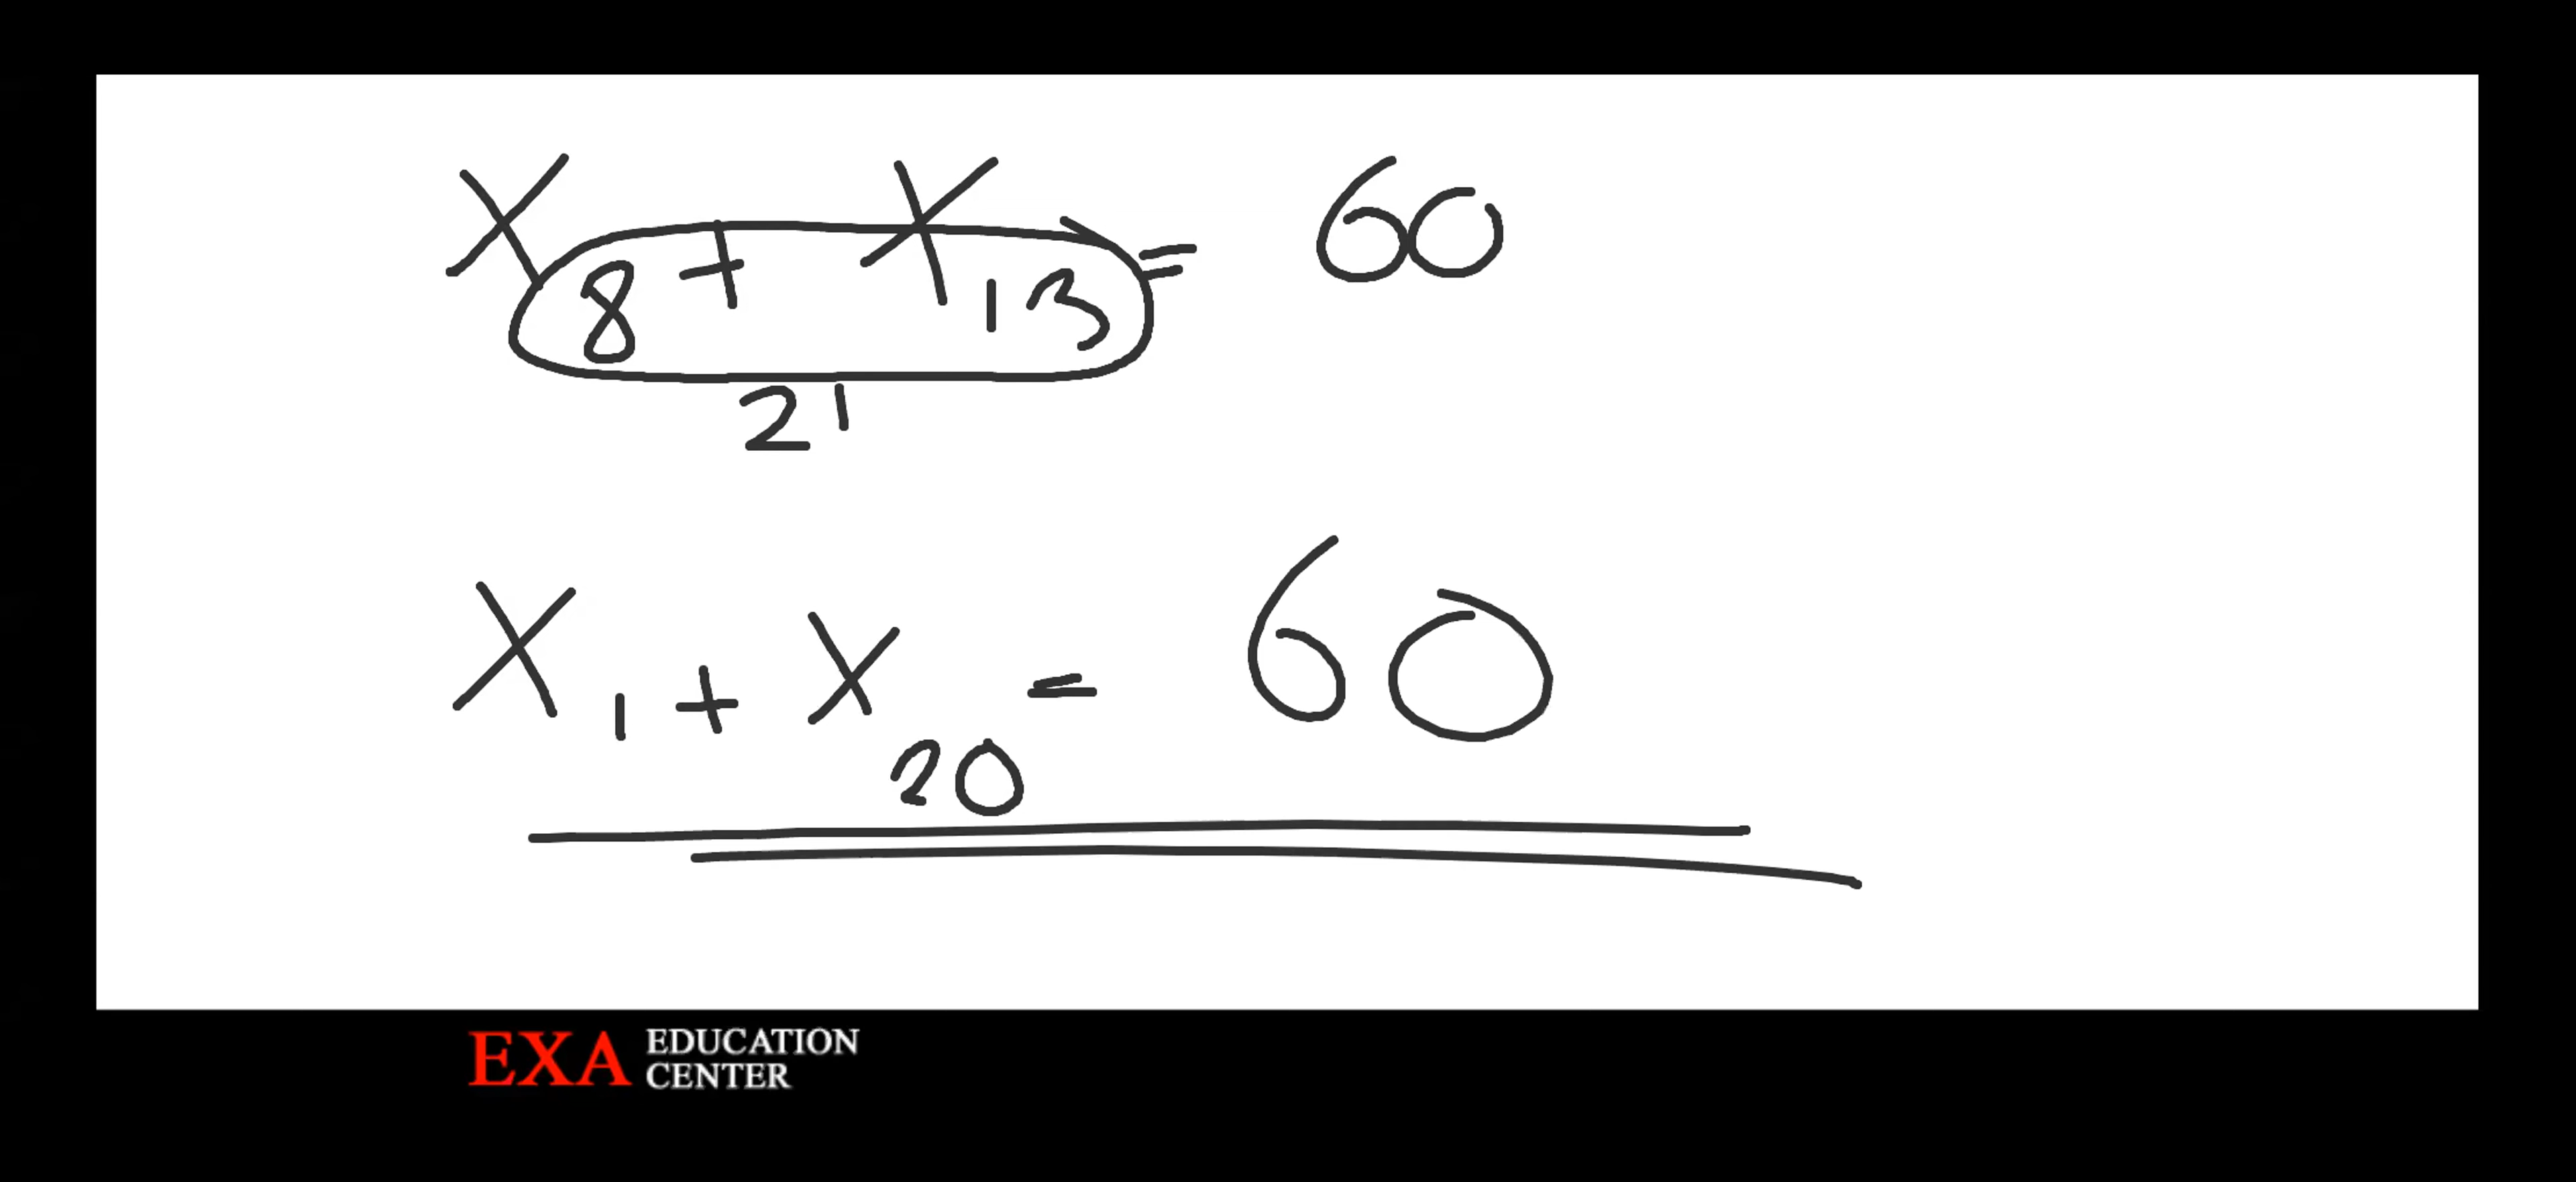 X₈ + X₁₃ = 60
21
X₁ + X₂₀ = 60
EXA EDUCATION
CENTER